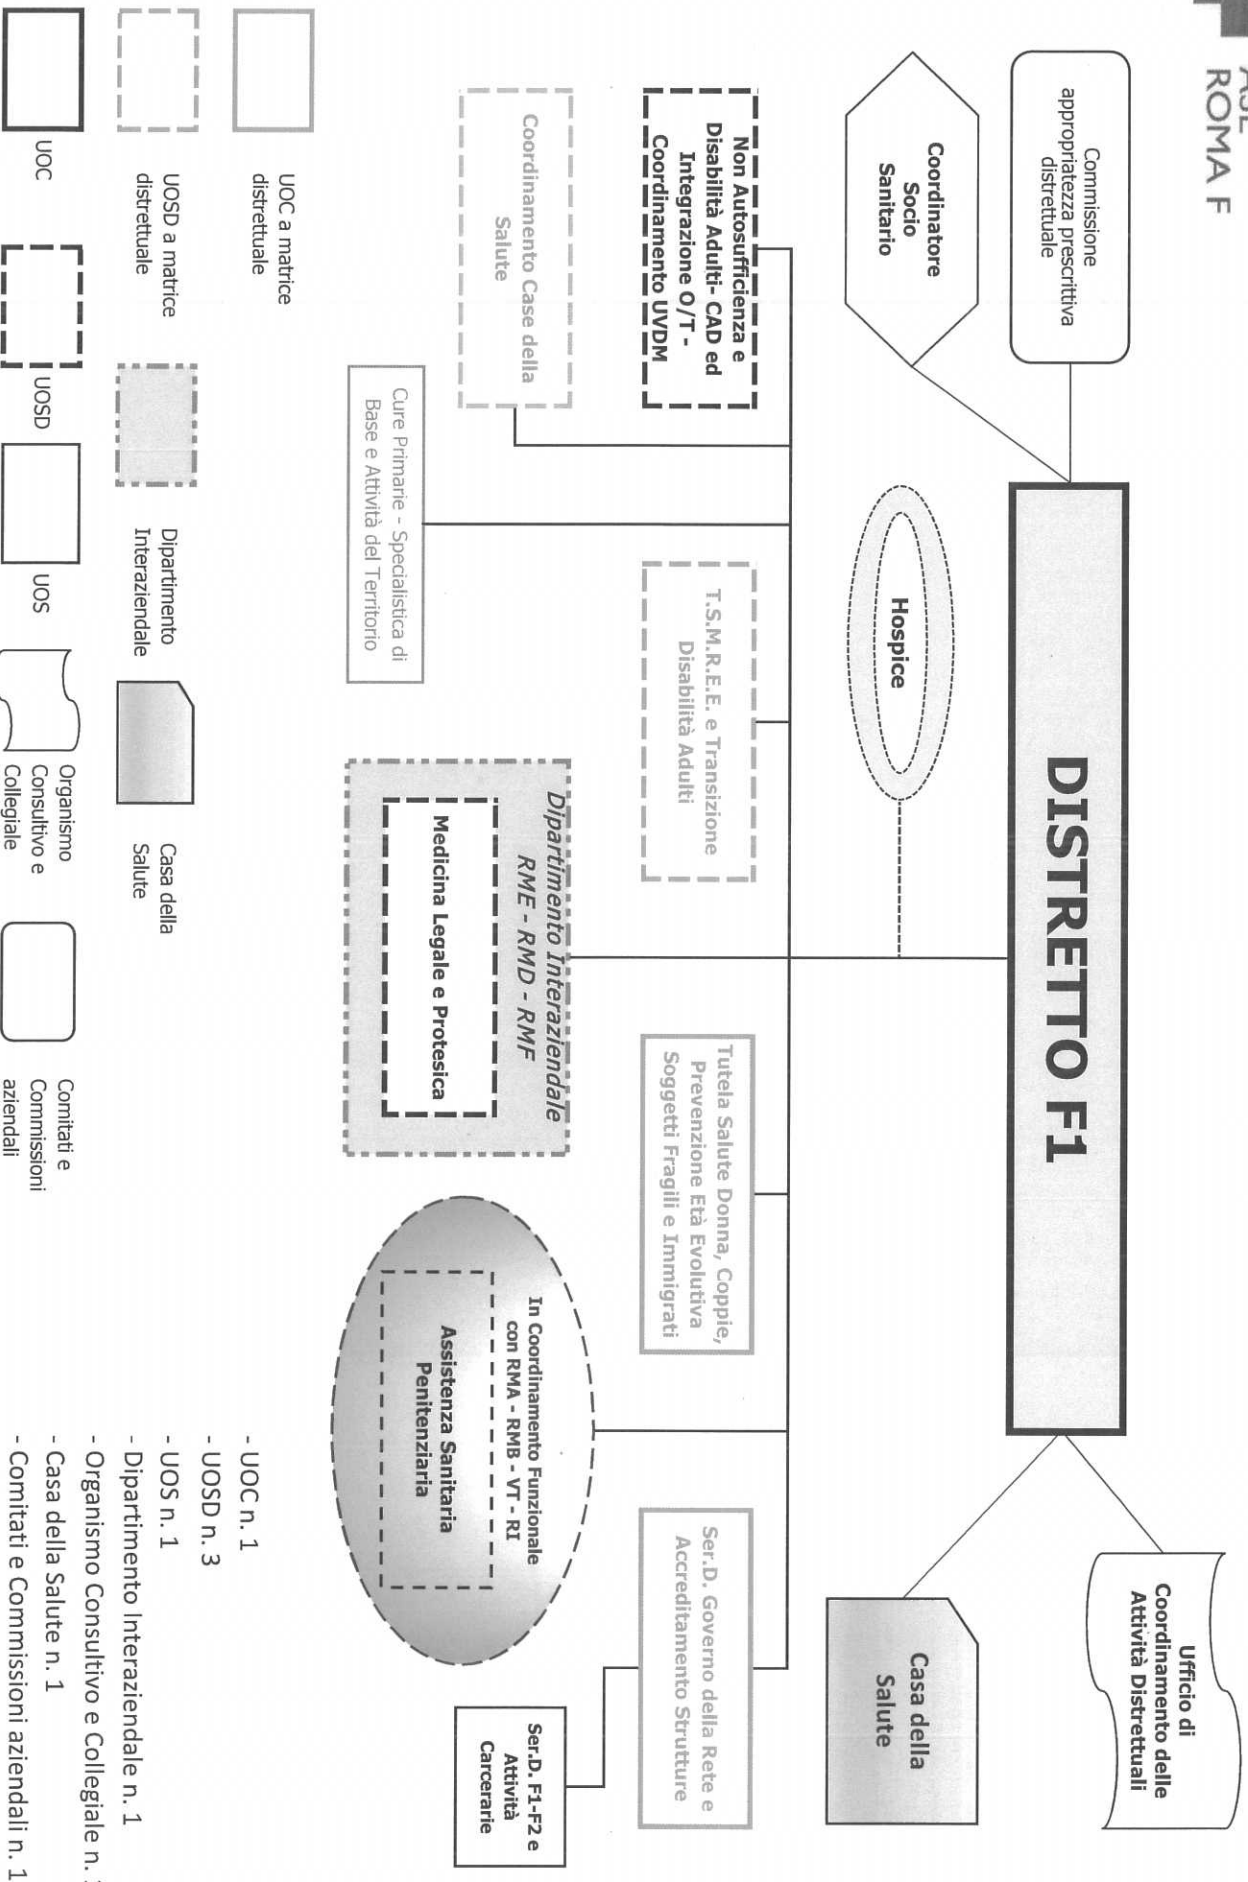 ROMA F
DISTRETTO F1
Commissione
appropriatezza prescrittiva
distrettuale
Coordinatore
Socio
Sanitario
Hospice
Ufficio di
Coordinamento delle
Attività Distrettuali
Casa della
Salute
Non Autosufficienza e
Disabilità Adulti- CAD ed
Integrazione O/T -
Coordinamento UVDM
T.S.M.R.E.E. e Transizione
Disabilità Adulti
Tutela Salute Donna, Coppie,
Prevenzione Età Evolutiva
Soggetti Fragili e Immigrati
Ser.D. Governo della Rete e
Accreditamento Strutture
Coordinamento Case della
Salute
Cure Primarie - Specialistica di
Base e Attività del Territorio
Dipartimento Interaziendale
RME - RMD - RMF
Medicina Legale e Protesica
In Coordinamento Funzionale
con RMA - RMB - VT - RI
Assistenza Sanitaria
Penitenziaria
Ser.D. F1-F2 e
Attività
Carcerarie
UOC a matrice
distrettuale
UOSD a matrice
distrettuale
Dipartimento
Interaziendale
Casa della
Salute
UOC
UOSD
UOS
Organismo
Consultivo e
Collegiale
Comitati e
Commissioni
aziendali
- UOC n. 1
- UOSD n. 3
- UOS n. 1
- Dipartimento Interaziendale n. 1
- Organismo Consultivo e Collegiale n.
- Casa della Salute n. 1
- Comitati e Commissioni aziendali n. 1